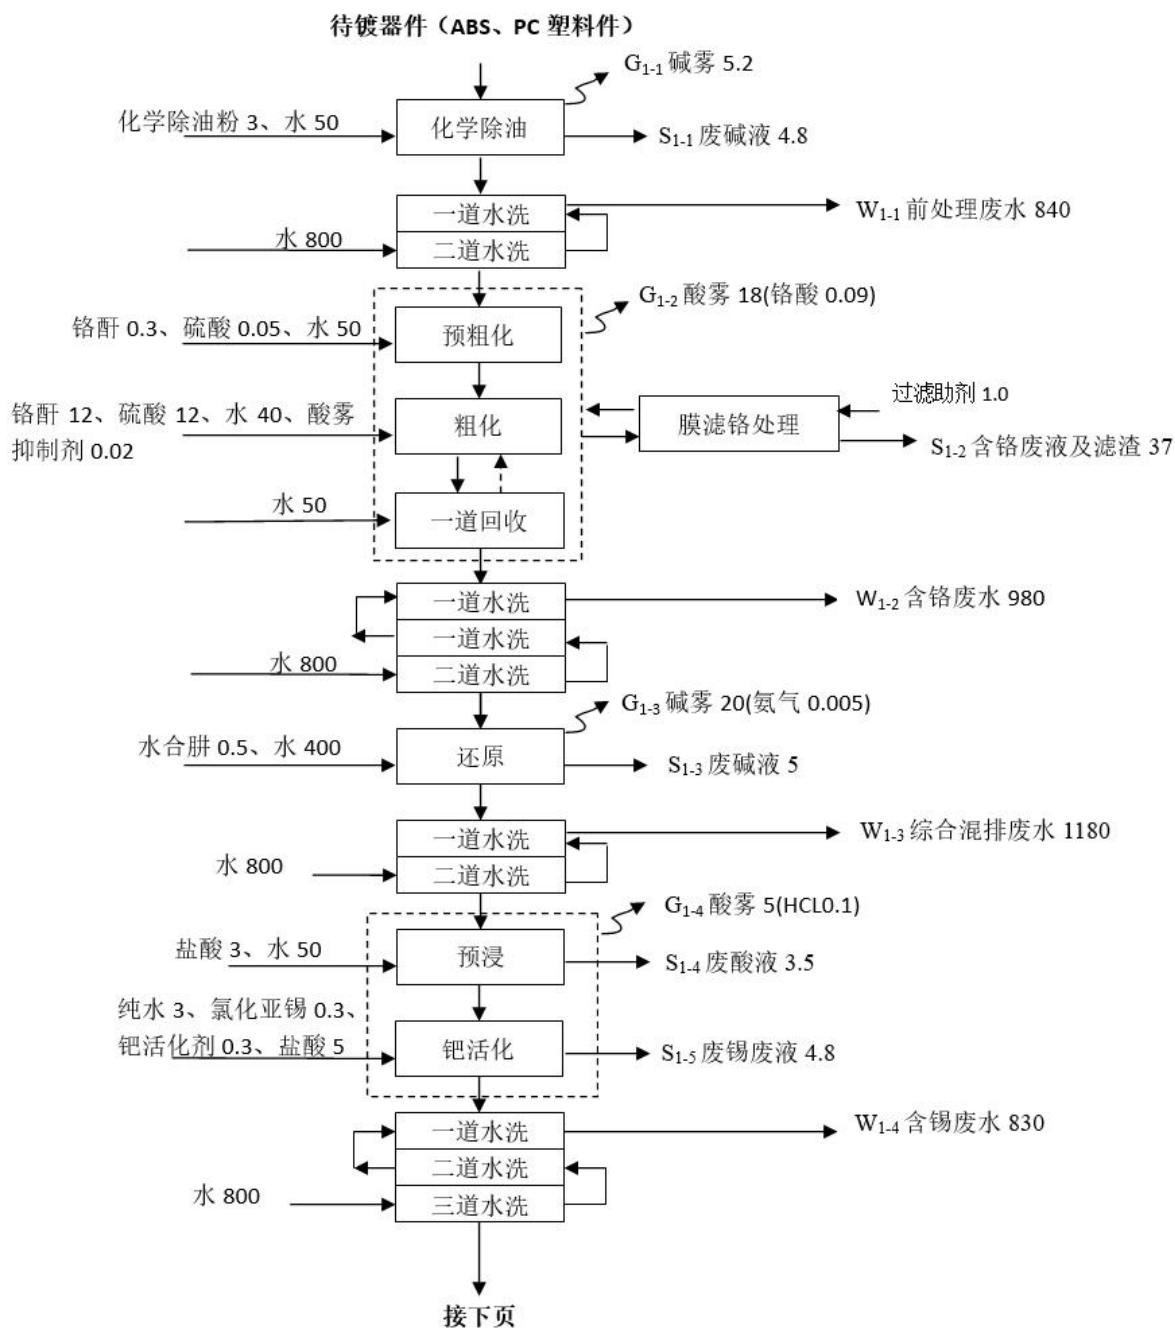 待镀器件（ABS、PC 塑料件）
G1-1 碱雾 5.2
化学除油粉 3、水 50
化学除油
S1-1 废碱液 4.8
一道水洗
W1-1 前处理废水 840
水 800
二道水洗
G1-2 酸雾 18(铬酸 0.09)
铬酐 0.3、硫酸 0.05、水 50
预粗化
铬酐 12、硫酸 12、水 40、酸雾
抑制剂 0.02
粗化
膜滤铬处理
过滤助剂 1.0
S1-2 含铬废液及滤渣 37
水 50
一道回收
一道水洗
W1-2 含铬废水 980
一道水洗
水 800
二道水洗
G1-3 碱雾 20(氨气 0.005)
水合肼 0.5、水 400
还原
S1-3 废碱液 5
一道水洗
W1-3 综合混排废水 1180
水 800
二道水洗
G1-4 酸雾 5(HCL0.1)
盐酸 3、水 50
预浸
S1-4 废酸液 3.5
纯水 3、氯化亚锡 0.3、
钯活化剂 0.3、盐酸 5
钯活化
S1-5 废锡废液 4.8
一道水洗
W1-4 含锡废水 830
二道水洗
水 800
三道水洗
接下页